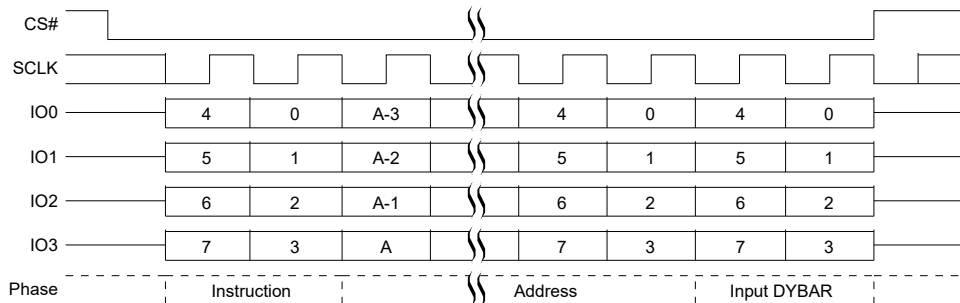 CS#
SCLK
IO0 4 0 A-3 4 0 4 0
IO1 5 1 A-2 5 1 5 1
IO2 6 2 A-1 6 2 6 2
IO3 7 3 A 7 3 7 3
Phase Instruction Address Input DYBAR